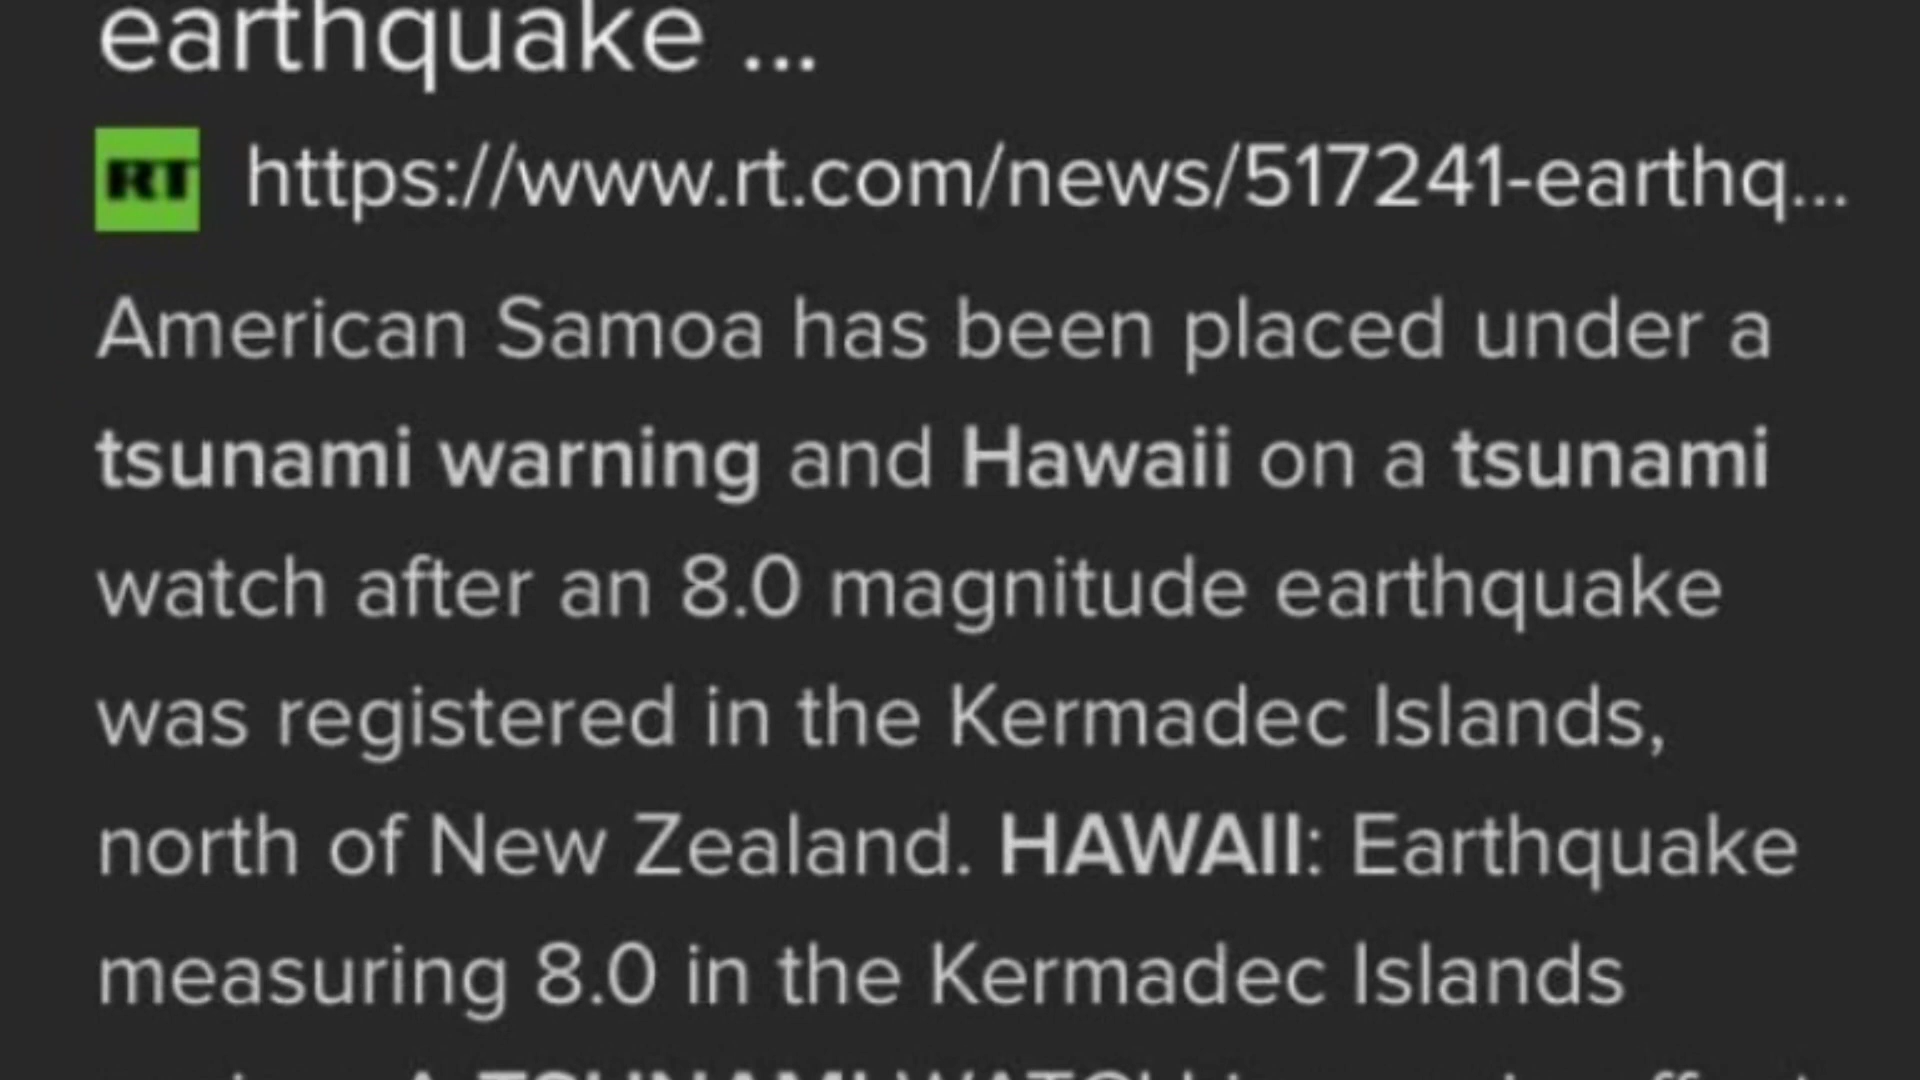 earthquake ...
RT https://www.rt.com/news/517241-earthq...
American Samoa has been placed under a
tsunami warning and Hawaii on a tsunami
watch after an 8.0 magnitude earthquake
was registered in the Kermadec Islands,
north of New Zealand. HAWAII: Earthquake
measuring 8.0 in the Kermadec Islands
A TSUNAMI WATCH